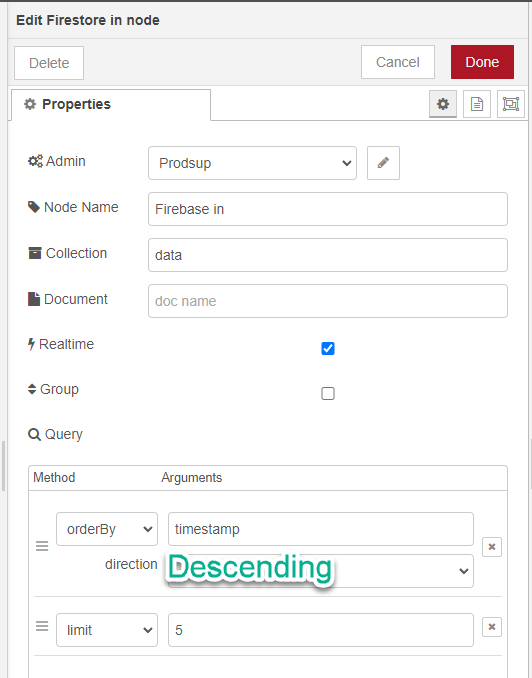 Edit Firestore in node
Delete
Cancel
Done
Properties
Admin
Prodsup
Node Name
Firebase in
Collection
data
Document
doc name
Realtime
Group
Query
Method Arguments
orderBy
timestamp
direction
Descending
limit
5